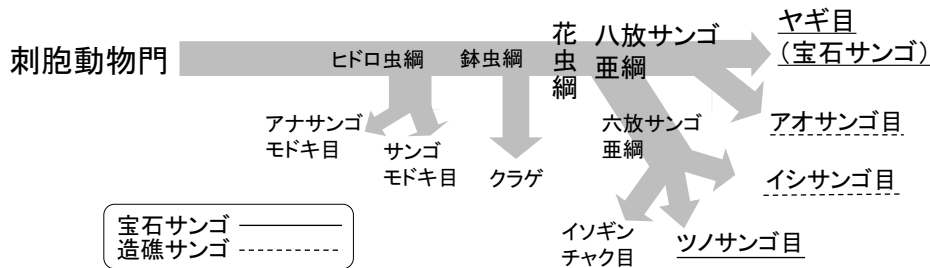 刺胞動物門
ヒドロ虫綱
鉢虫綱
花虫綱
八放サンゴ
亜綱
ヤギ目
(宝石サンゴ)
アナサンゴ
モドキ目
サンゴ
モドキ目
クラゲ
六放サンゴ
亜綱
アオサンゴ目
イシサンゴ目
イソギン
チャク目
ツノサンゴ目
宝石サンゴ
造礁サンゴ